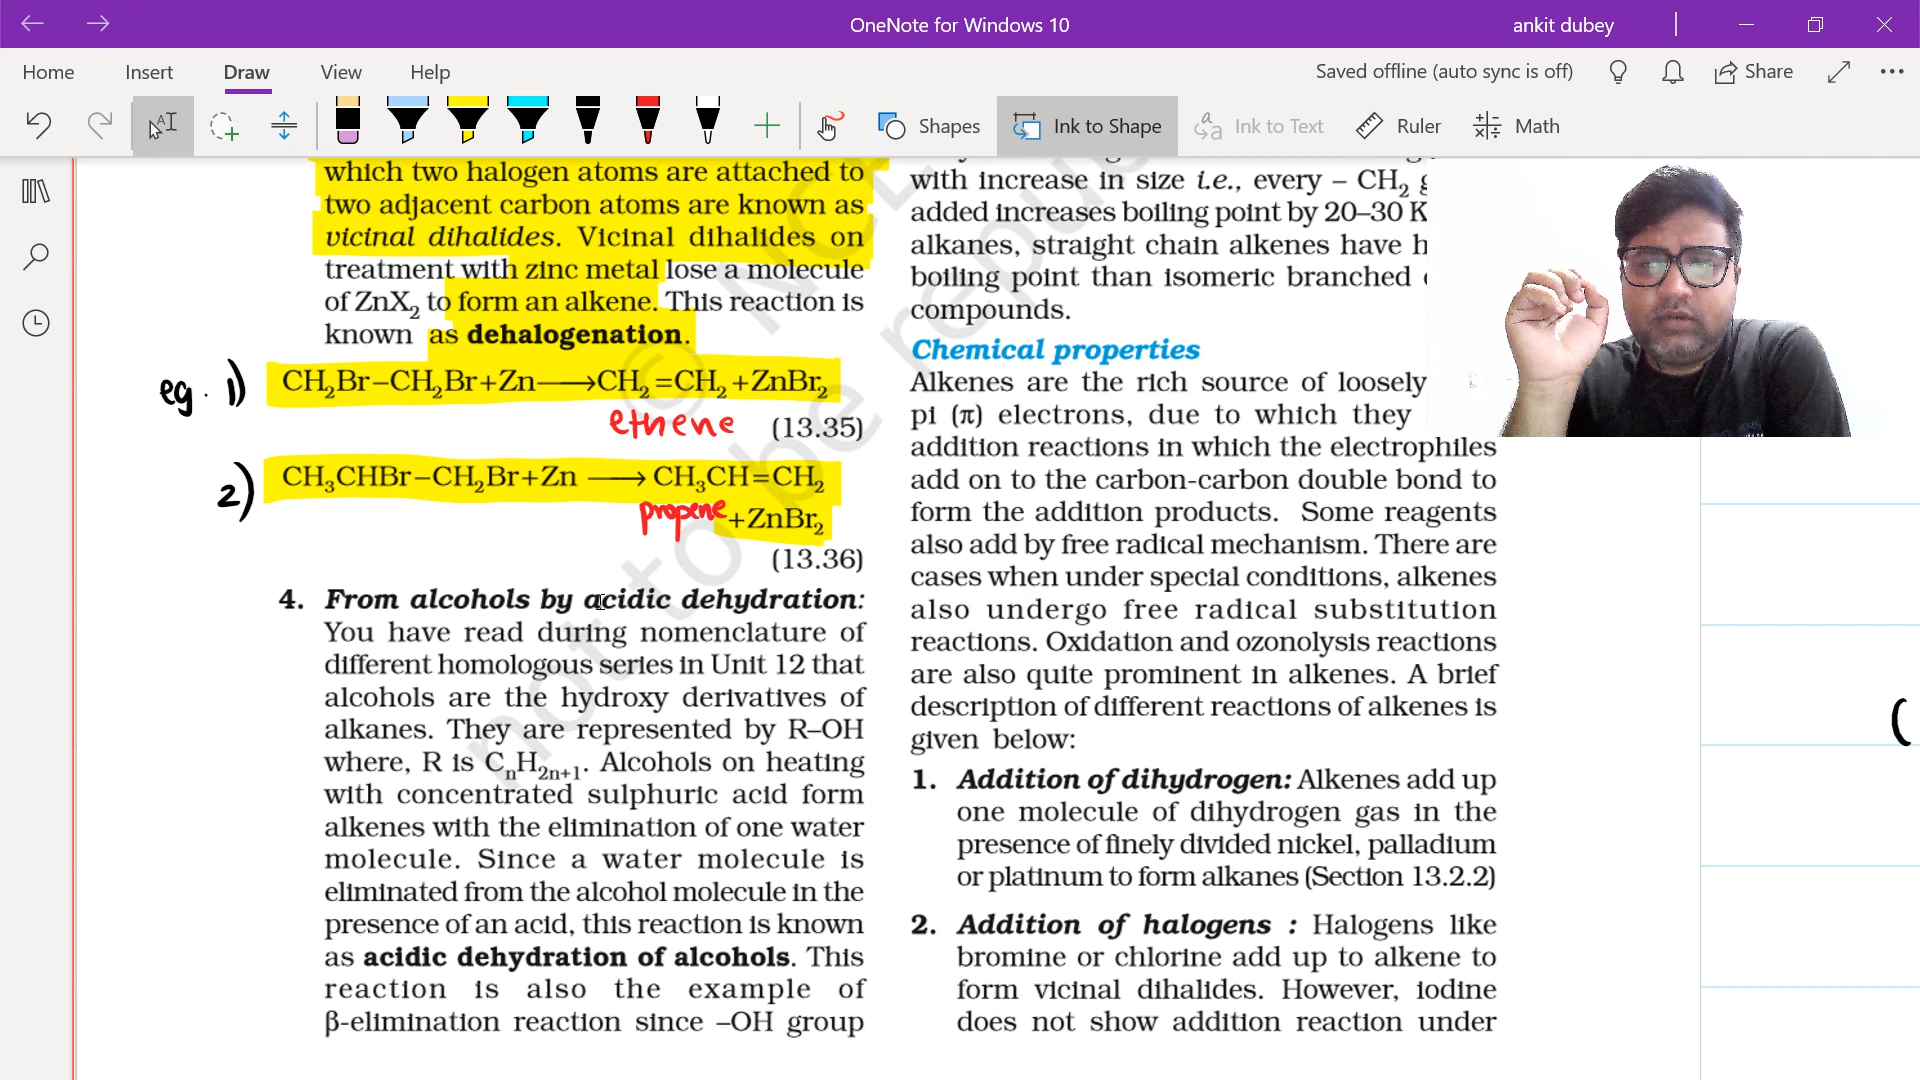 OneNote for Windows 10
ankit dubey
Home Insert Draw View Help
Saved offline (auto sync is off) Share
Shapes Ink to Shape Ink to Text Ruler Math
which two halogen atoms are attached to
two adjacent carbon atoms are known as
vicinal dihalides. Vicinal dihalides on
treatment with zinc metal lose a molecule
of ZnX₂ to form an alkene. This reaction is
known as dehalogenation.
eg. 1) CH₂Br–CH₂Br+Zn⟶CH₂=CH₂+ZnBr₂
ethene (13.35)
2) CH₃CHBr–CH₂Br+Zn ⟶ CH₃CH=CH₂
propene +ZnBr₂
(13.36)
4. From alcohols by acidic dehydration:
You have read during nomenclature of
different homologous series in Unit 12 that
alcohols are the hydroxy derivatives of
alkanes. They are represented by R–OH
where, R is CₙH₂ₙ₊₁. Alcohols on heating
with concentrated sulphuric acid form
alkenes with the elimination of one water
molecule. Since a water molecule is
eliminated from the alcohol molecule in the
presence of an acid, this reaction is known
as acidic dehydration of alcohols. This
reaction is also the example of
β-elimination reaction since –OH group
with increase in size i.e., every – CH₂
added increases boiling point by 20–30 K
alkanes, straight chain alkenes have
boiling point than isomeric branched
compounds.
Chemical properties
Alkenes are the rich source of loosely
pi (π) electrons, due to which they
addition reactions in which the electrophiles
add on to the carbon-carbon double bond to
form the addition products. Some reagents
also add by free radical mechanism. There are
cases when under special conditions, alkenes
also undergo free radical substitution
reactions. Oxidation and ozonolysis reactions
are also quite prominent in alkenes. A brief
description of different reactions of alkenes is
given below:
1. Addition of dihydrogen: Alkenes add up
one molecule of dihydrogen gas in the
presence of finely divided nickel, palladium
or platinum to form alkanes (Section 13.2.2)
2. Addition of halogens : Halogens like
bromine or chlorine add up to alkene to
form vicinal dihalides. However, iodine
does not show addition reaction under
(
not to be